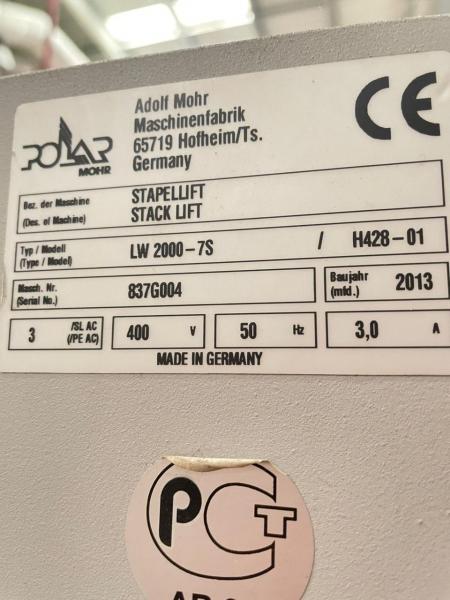 POLAR
MOHR
Adolf Mohr
Maschinenfabrik
65719 Hofheim/Ts.
Germany
CE
Bez. der Maschine
(Des. of Machine)
STAPELLIFT
STACK LIFT
Typ / Modell
(Type / Model)
LW 2000-7S / H428-01
Masch. Nr.
(Serial No.)
837G004
Baujahr
(mfd.)
2013
3 /SL AC
(/PE AC)
400 V
50 Hz
3,0 A
MADE IN GERMANY
PCT